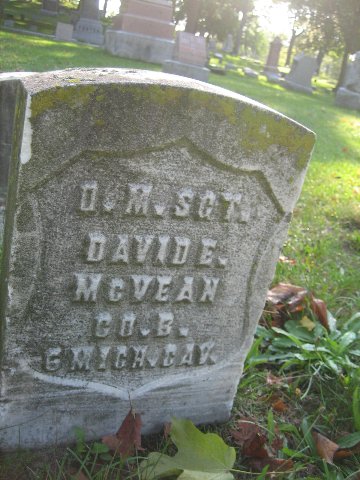 Q.M. SGT.
DAVID E.
McVEAN
CO. B.
6 MICH. CAV.